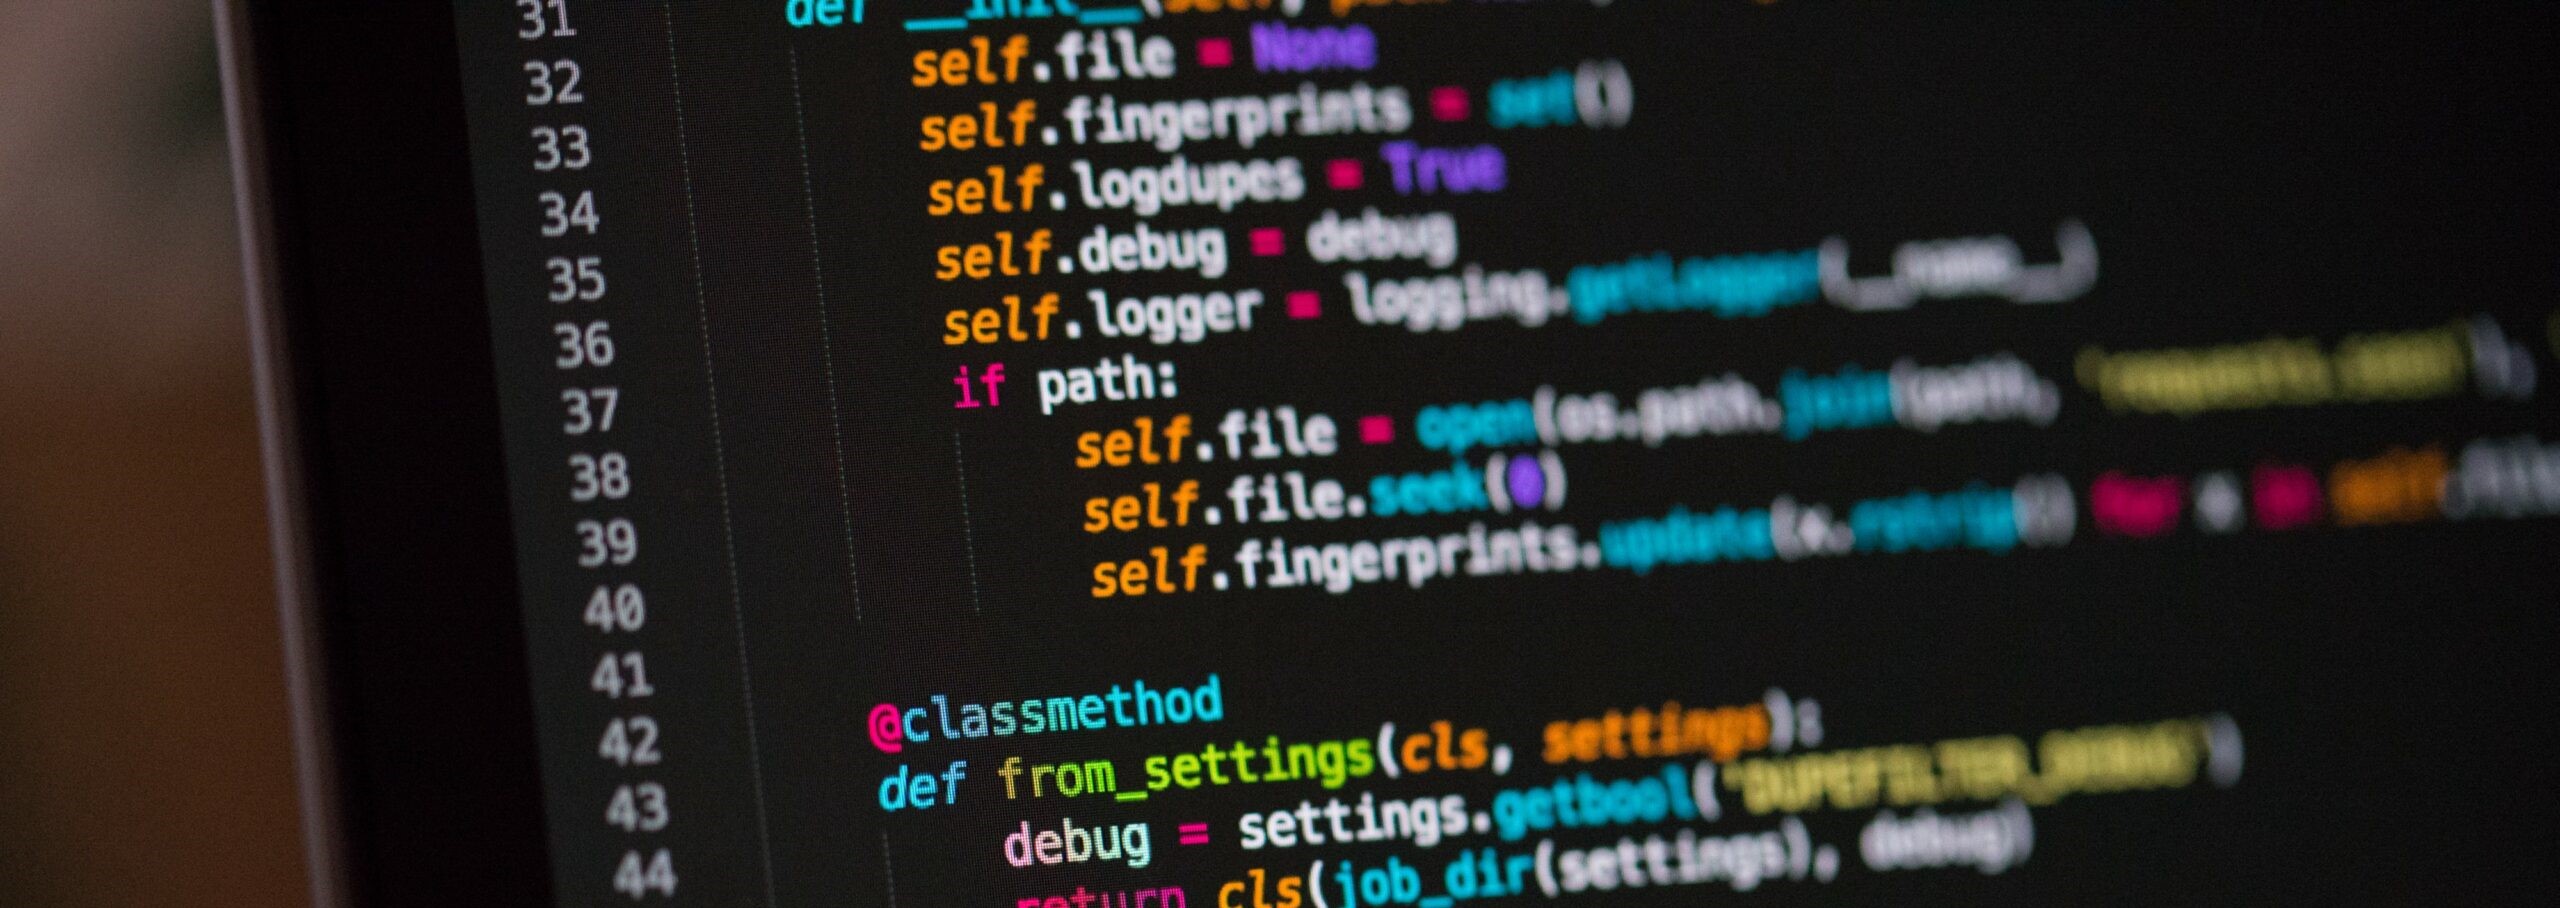 31 def __init__(self,
32 self.file = None
33 self.fingerprints = set()
34 self.logdupes = True
35 self.debug = debug
36 self.logger = logging.getLogger(__name__)
37 if path:
38 self.file = open(os.path.join(path, 'requests.seen'),
39 self.file.seek(0)
40 self.fingerprints.update(x.rstrip() for x in self.
41
42 @classmethod
43 def from_settings(cls, settings):
44 debug = settings.getbool('DUPEFILTER_DEBUG')
return cls(job_dir(settings), debug)